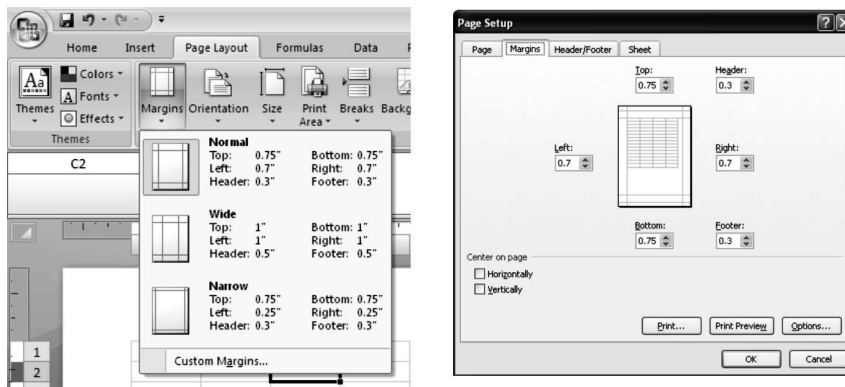 Home Insert Page Layout Formulas Data
Aa Colors
A Fonts
Effects
Themes
Margins Orientation Size Print Area Breaks
Themes
C2
Normal
Top: 0.75" Bottom: 0.75"
Left: 0.7" Right: 0.7"
Header: 0.3" Footer: 0.3"
Wide
Top: 1" Bottom: 1"
Left: 1" Right: 1"
Header: 0.5" Footer: 0.5"
Narrow
Top: 0.75" Bottom: 0.75"
Left: 0.25" Right: 0.25"
Header: 0.3" Footer: 0.3"
Custom Margins...
1
2
Page Setup
Page Margins Header/Footer Sheet
Top: Header:
0.75 0.3
Left: Right:
0.7 0.7
Bottom: Footer:
0.75 0.3
Center on page
Horizontally
Vertically
Print... Print Preview Options...
OK Cancel